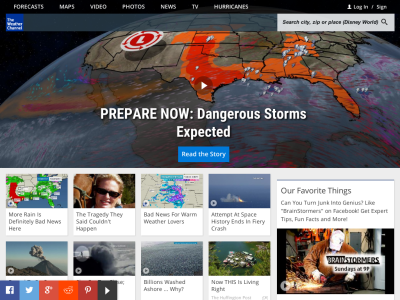 FORECASTS MAPS VIDEO PHOTOS NEWS TV HURRICANES Log In / Sign
The
Weather
Channel
Search city, zip or place (Disney World)
L
PREPARE NOW: Dangerous Storms
Expected
Read the Story
More Rain is
Definitely Bad News
Here
The Tragedy They
Said Couldn't
Happen
Bad News For Warm
Weather Lovers
Attempt At Space
History Ends In Fiery
Crash
Our Favorite Things
Can You Turn Junk Into Genius? Like
"BrainStormers" on Facebook! Get Expert
Tips, Fun Facts and More!
BRAINSTORMERS
Sundays at 9P
Erupts
Been Change
Billions Washed
Ashore ... Why?
Now THIS Is Living
Right
The Huffington Post